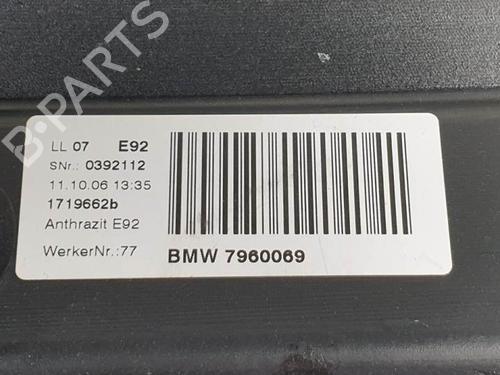 LL 07 E92
SNr.: 0392112
11.10.06 13:35
1719662b
Anthrazit E92
WerkerNr.:77
BMW 7960069
B-PARTS